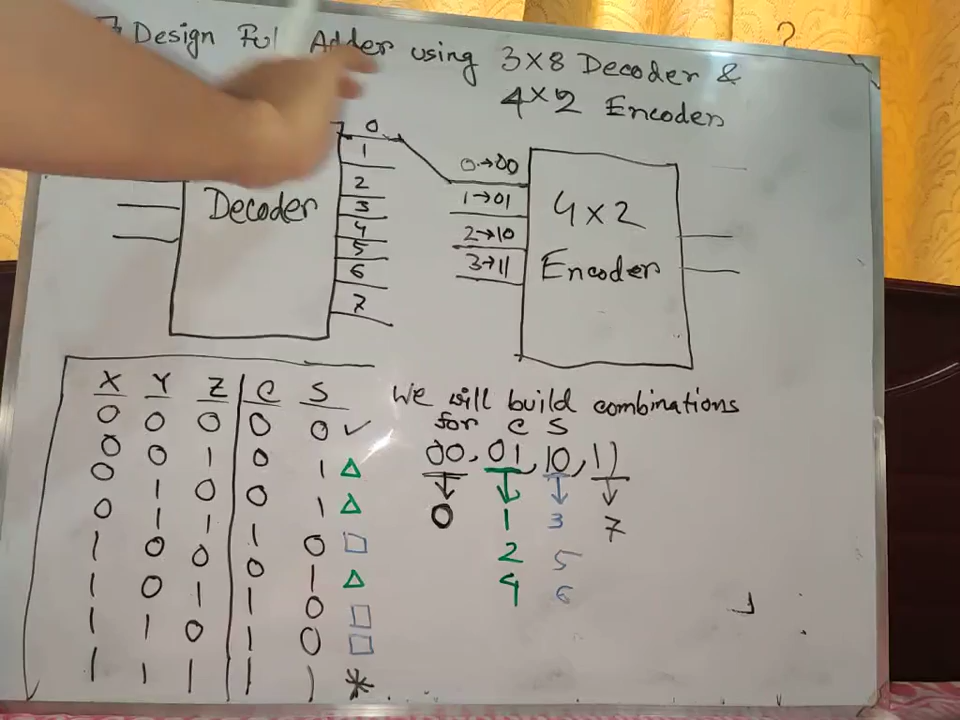 Design Ful Adder using 3x8 Decoder &
4x2 Encoder
0
1
2
3
4
5
6
7
Decoder
0→00
1→01
2→10
3→11
4x2
Encoder
X Y Z C S
0 0 0 0 0 ✓
0 0 1 0 1 △
0 1 0 0 1 △
0 1 1 1 0 □
1 0 0 0 1 △
1 0 1 1 0 □
1 1 0 1 0 □
1 1 1 1 1 *
We will build combinations
for C S
00, 01, 10, 11
0 1 3 7
2 5
4 6